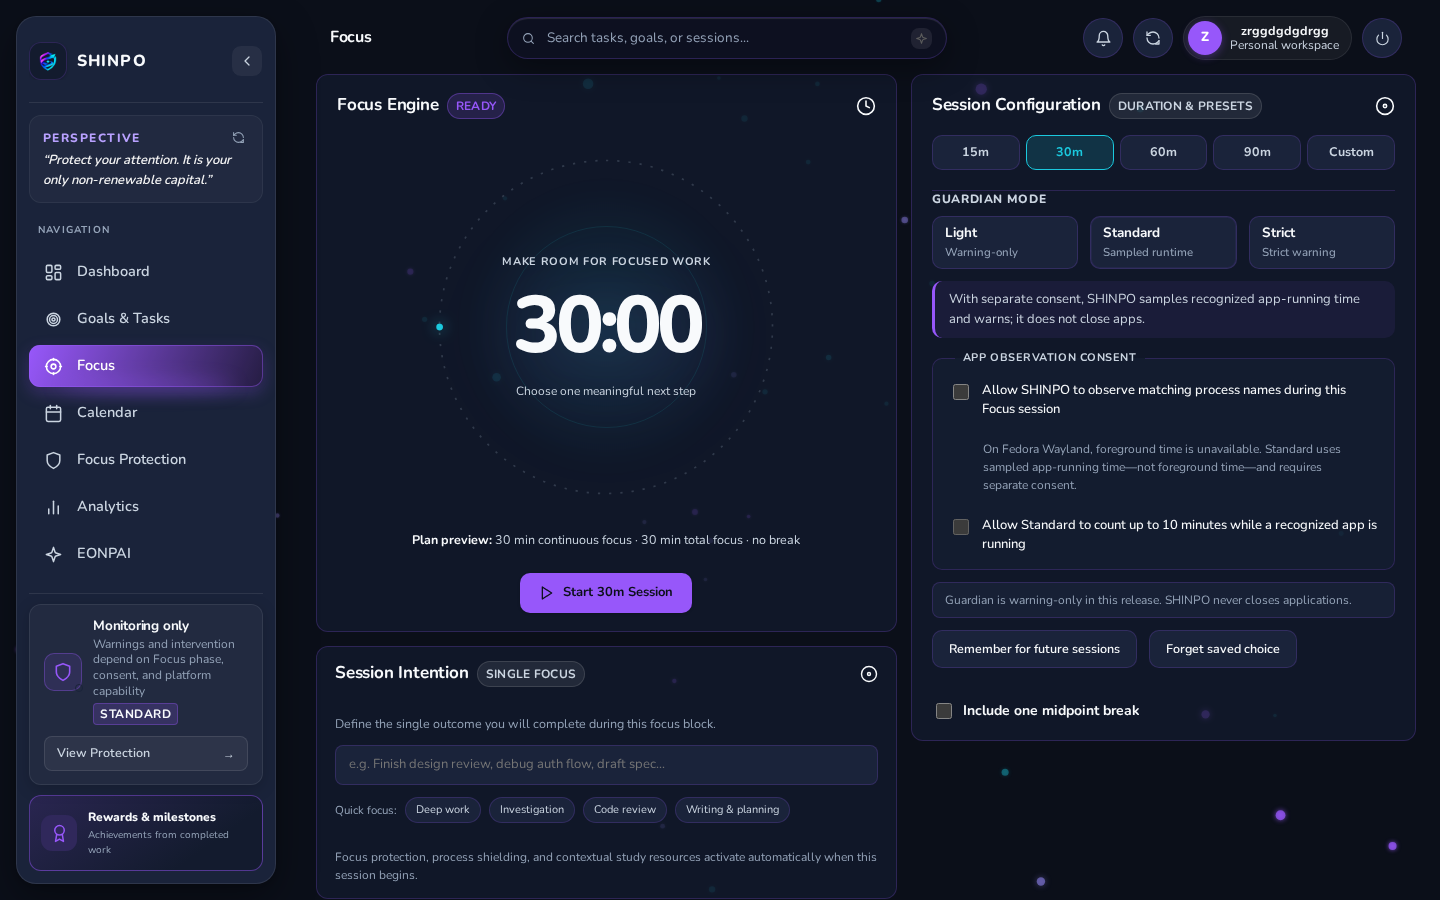 SHINPO
PERSPECTIVE
“Protect your attention. It is your
only non-renewable capital.”
NAVIGATION
Dashboard
Goals & Tasks
Focus
Calendar
Focus Protection
Analytics
EONPAI
Monitoring only
Warnings and intervention
depend on Focus phase,
consent, and platform
capability
STANDARD
View Protection →
Rewards & milestones
Achievements from completed
work
Focus
Search tasks, goals, or sessions...
Z
zrggdgdgdrgg
Personal workspace
Focus Engine READY
MAKE ROOM FOR FOCUSED WORK
30:00
Choose one meaningful next step
Plan preview: 30 min continuous focus · 30 min total focus · no break
Start 30m Session
Session Intention SINGLE FOCUS
Define the single outcome you will complete during this focus block.
e.g. Finish design review, debug auth flow, draft spec...
Quick focus: Deep work Investigation Code review Writing & planning
Focus protection, process shielding, and contextual study resources activate automatically when this
session begins.
Session Configuration DURATION & PRESETS
15m 30m 60m 90m Custom
GUARDIAN MODE
Light Standard Strict
Warning-only Sampled runtime Strict warning
With separate consent, SHINPO samples recognized app-running time
and warns; it does not close apps.
APP OBSERVATION CONSENT
Allow SHINPO to observe matching process names during this
Focus session
On Fedora Wayland, foreground time is unavailable. Standard uses
sampled app-running time—not foreground time—and requires
separate consent.
Allow Standard to count up to 10 minutes while a recognized app is
running
Guardian is warning-only in this release. SHINPO never closes applications.
Remember for future sessions Forget saved choice
Include one midpoint break